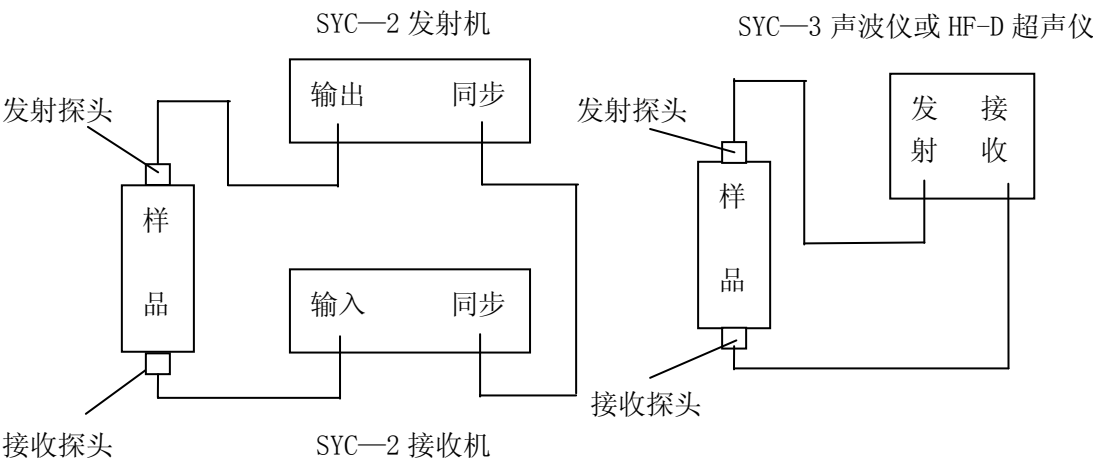 SYC—2 发射机
SYC—3 声波仪或 HF-D 超声仪
发射探头
输出 同步
样
品
输入 同步
接收探头
SYC—2 接收机
发射探头
发 接
射 收
样
品
接收探头